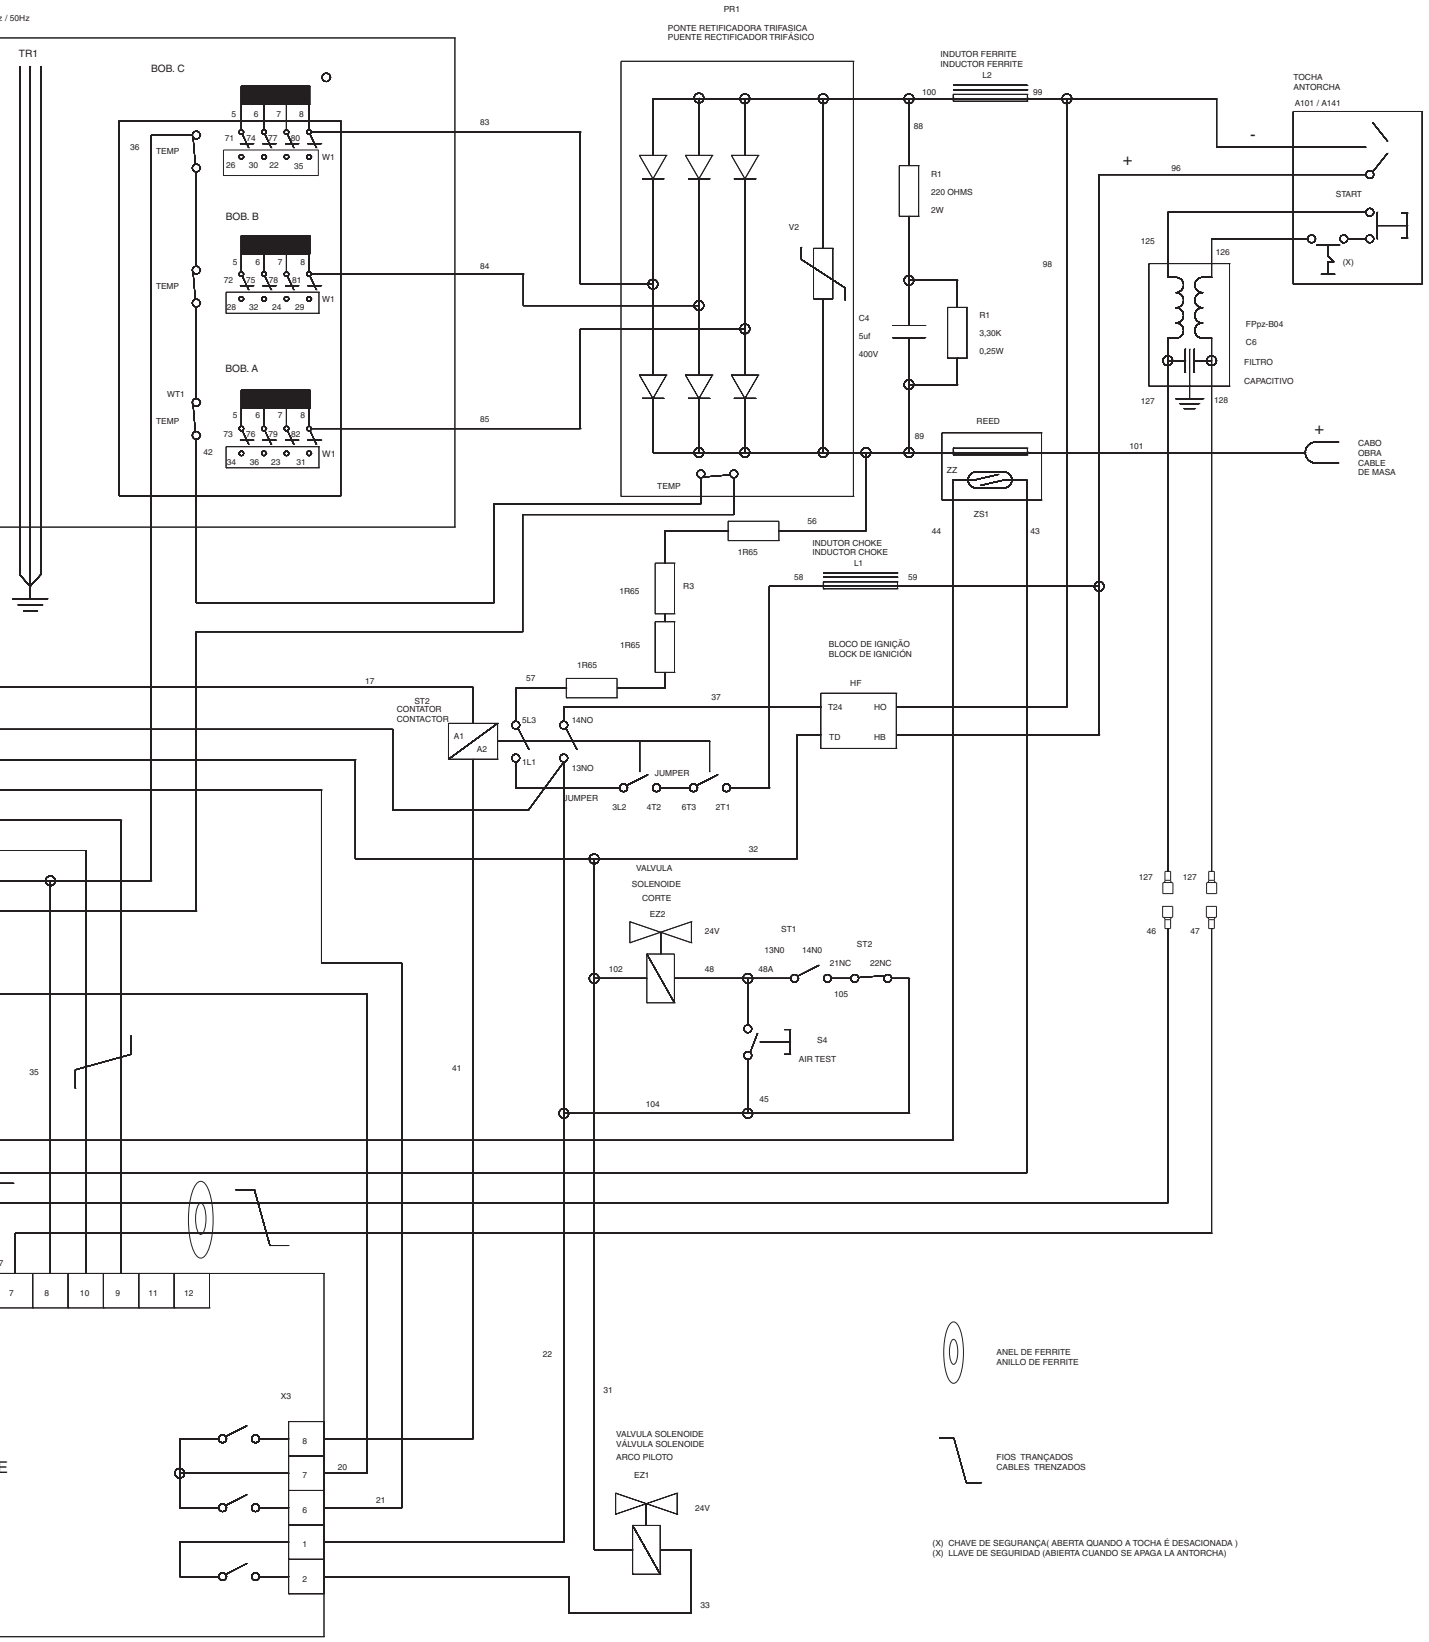 PR1
z / 50Hz
PONTE RETIFICADORA TRIFASICA
PUENTE RECTIFICADOR TRIFÁSICO
TR1
BOB. C
INDUTOR FERRITE
INDUCTOR FERRITE
L2
TOCHA
ANTORCHA
A101 / A141
100
99
5 6 7 8
83
88
-
36
TEMP
71 74 77 80
W1
26 30 22 35
+
96
R1
220 OHMS
2W
START
BOB. B
V2
125
126
5 6 7 8
84
98
(X)
TEMP
72 75 78 81
W1
28 32 24 29
C4
5uf
400V
R1
3,30K
0,25W
FPpz-B04
C6
FILTRO
CAPACITIVO
BOB. A
WT1
127
128
TEMP
5 6 7 8
85
REED
73 76 79 82
W1
42
34 36 23 31
89
101
+
CABO
OBRA
CABLE
DE MASA
TEMP
ZZ
ZS1
56
1R65
44
43
INDUTOR CHOKE
INDUCTOR CHOKE
L1
58
59
1R65
R3
1R65
BLOCO DE IGNIÇÃO
BLOCK DE IGNICIÓN
1R65
57
17
HF
ST2
CONTATOR
CONTACTOR
37
5L3
14NO
T24
HO
A1
A2
TD
HB
1L1
13NO
JUMPER
JUMPER
3L2
4T2
6T3
2T1
32
VALVULA
SOLENOIDE
CORTE
EZ2
24V
127
127
ST1
46
47
13N0
14N0
ST2
21NC
22NC
102
48
48A
105
S4
AIR TEST
35
41
45
104
7
7
8
10
9
11
12
22
ANEL DE FERRITE
ANILLO DE FERRITE
31
X3
VALVULA SOLENOIDE
VÁLVULA SOLENOIDE
ARCO PILOTO
EZ1
24V
8
7
20
6
21
1
2
E
FIOS TRANÇADOS
CABLES TRENZADOS
(X) CHAVE DE SEGURANÇA( ABERTA QUANDO A TOCHA É DESACIONADA )
(X) LLAVE DE SEGURIDAD (ABIERTA CUANDO SE APAGA LA ANTORCHA)
33